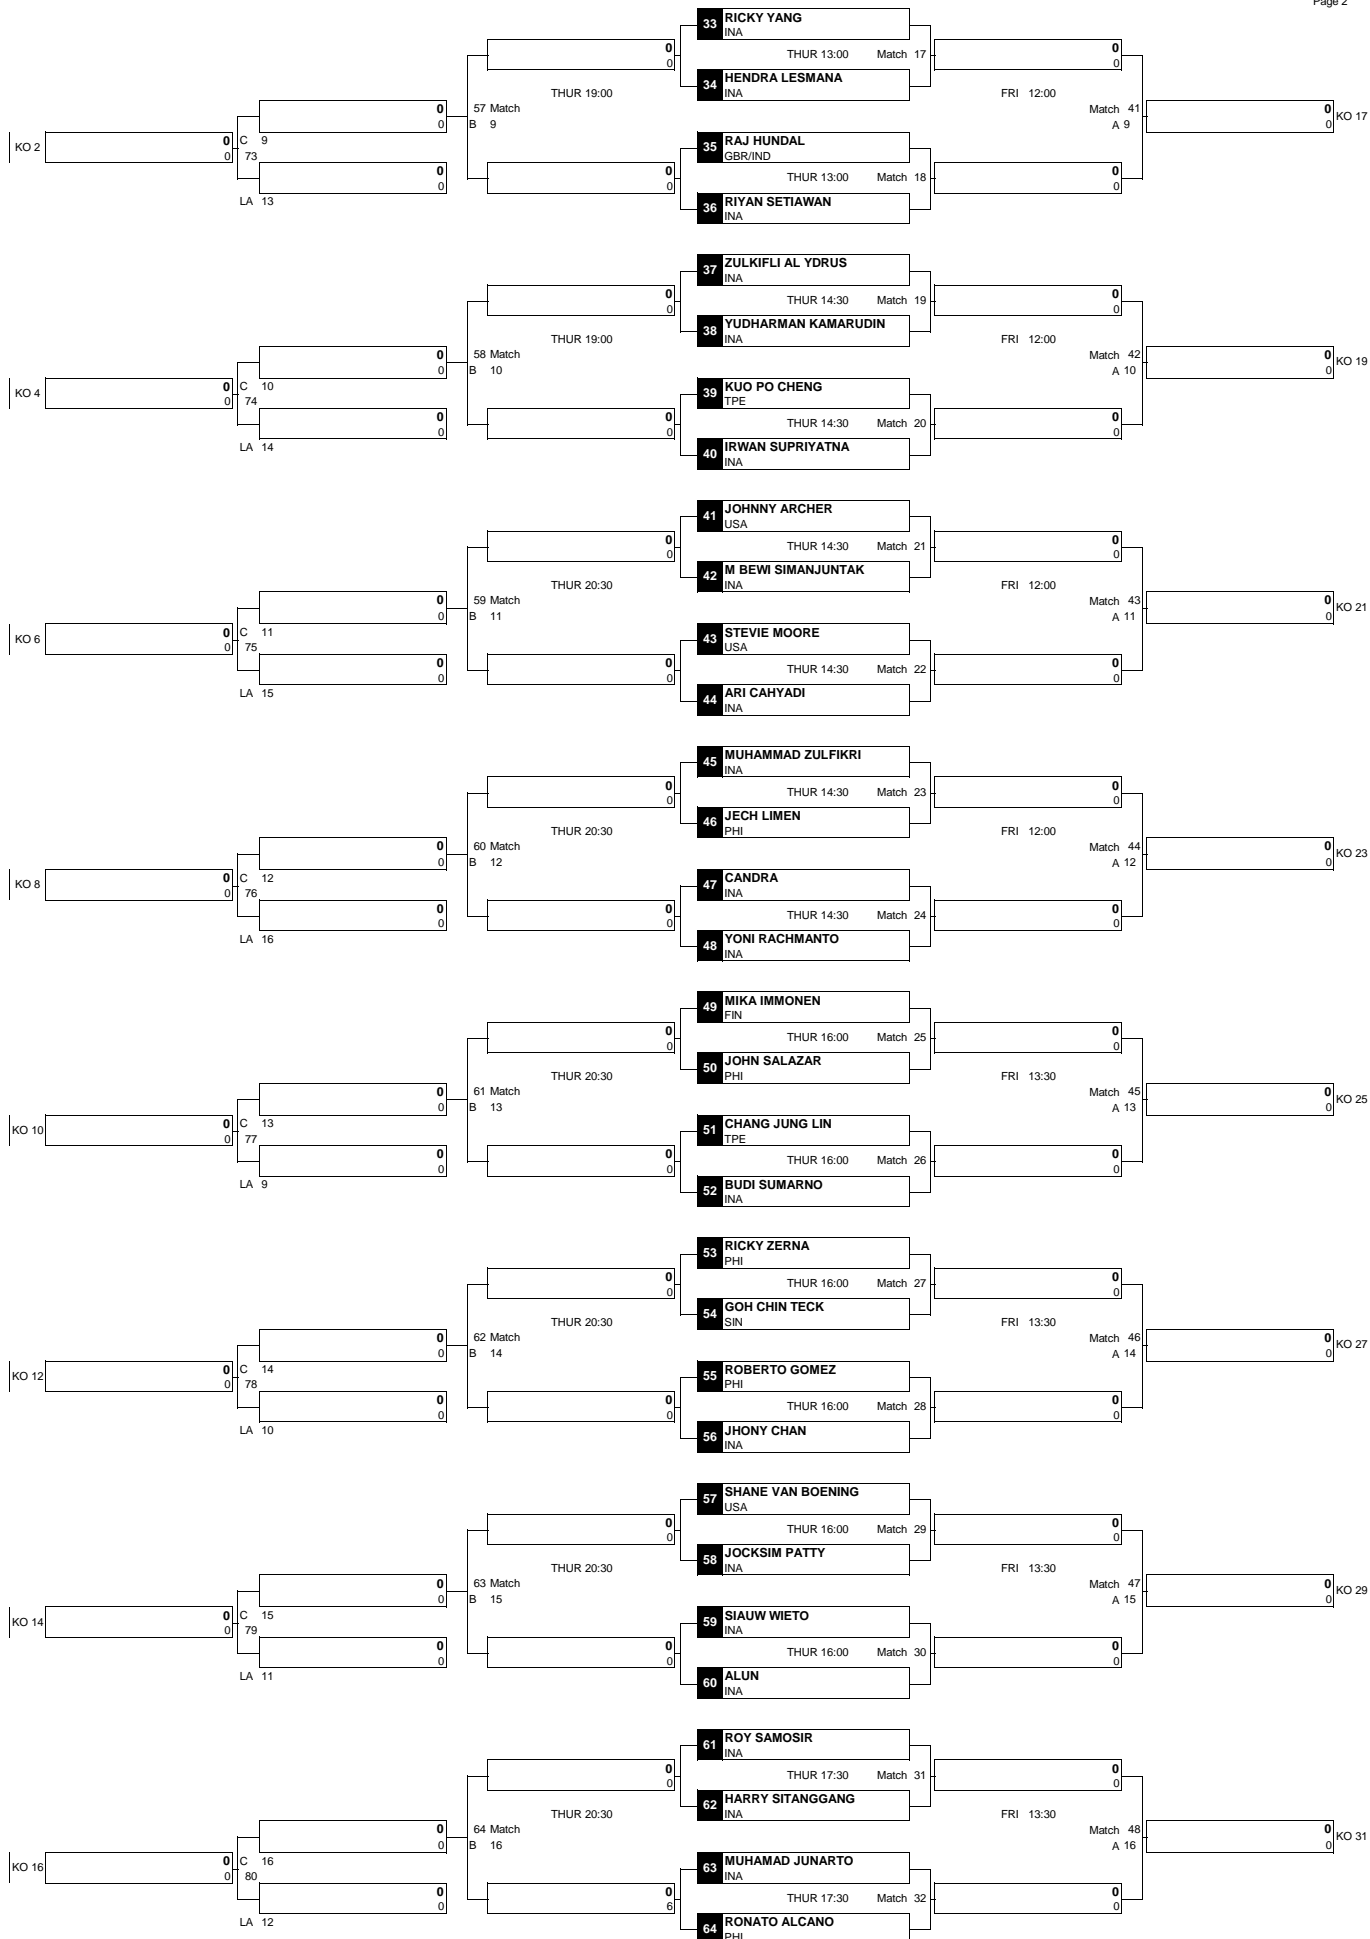 Page 2
33 RICKY YANG
INA
0
0
THUR 13:00 Match 17
0
0
34 HENDRA LESMANA
INA
THUR 19:00
FRI 12:00
0
0
57 Match
B 9
Match 41
A 9
0
0
KO 17
KO 2
0
0
C 9
73
35 RAJ HUNDAL
GBR/IND
0
0
0
0
THUR 13:00 Match 18
0
0
LA 13
36 RIYAN SETIAWAN
INA
37 ZULKIFLI AL YDRUS
INA
0
0
THUR 14:30 Match 19
0
0
38 YUDHARMAN KAMARUDIN
INA
THUR 19:00
FRI 12:00
0
0
58 Match
B 10
Match 42
A 10
0
0
KO 19
KO 4
0
0
C 10
74
39 KUO PO CHENG
TPE
0
0
0
0
THUR 14:30 Match 20
0
0
LA 14
40 IRWAN SUPRIYATNA
INA
41 JOHNNY ARCHER
USA
0
0
THUR 14:30 Match 21
0
0
42 M BEWI SIMANJUNTAK
INA
THUR 20:30
FRI 12:00
0
0
59 Match
B 11
Match 43
A 11
0
0
KO 21
KO 6
0
0
C 11
75
43 STEVIE MOORE
USA
0
0
0
0
THUR 14:30 Match 22
0
0
LA 15
44 ARI CAHYADI
INA
45 MUHAMMAD ZULFIKRI
INA
0
0
THUR 14:30 Match 23
0
0
46 JECH LIMEN
PHI
THUR 20:30
FRI 12:00
0
0
60 Match
B 12
Match 44
A 12
0
0
KO 23
KO 8
0
0
C 12
76
47 CANDRA
INA
0
0
0
0
THUR 14:30 Match 24
0
0
LA 16
48 YONI RACHMANTO
INA
49 MIKA IMMONEN
FIN
0
0
THUR 16:00 Match 25
0
0
50 JOHN SALAZAR
PHI
THUR 20:30
FRI 13:30
0
0
61 Match
B 13
Match 45
A 13
0
0
KO 25
KO 10
0
0
C 13
77
51 CHANG JUNG LIN
TPE
0
0
0
0
THUR 16:00 Match 26
0
0
LA 9
52 BUDI SUMARNO
INA
53 RICKY ZERNA
PHI
0
0
THUR 16:00 Match 27
0
0
54 GOH CHIN TECK
SIN
THUR 20:30
FRI 13:30
0
0
62 Match
B 14
Match 46
A 14
0
0
KO 27
KO 12
0
0
C 14
78
55 ROBERTO GOMEZ
PHI
0
0
0
0
THUR 16:00 Match 28
0
0
LA 10
56 JHONY CHAN
INA
57 SHANE VAN BOENING
USA
0
0
THUR 16:00 Match 29
0
0
58 JOCKSIM PATTY
INA
THUR 20:30
FRI 13:30
0
0
63 Match
B 15
Match 47
A 15
0
0
KO 29
KO 14
0
0
C 15
79
59 SIAUW WIETO
INA
0
0
0
0
THUR 16:00 Match 30
0
0
LA 11
60 ALUN
INA
61 ROY SAMOSIR
INA
0
0
THUR 17:30 Match 31
0
0
62 HARRY SITANGGANG
INA
THUR 20:30
FRI 13:30
0
0
64 Match
B 16
Match 48
A 16
0
0
KO 31
KO 16
0
0
C 16
80
63 MUHAMAD JUNARTO
INA
0
0
0
6
THUR 17:30 Match 32
0
0
LA 12
64 RONATO ALCANO
PHI